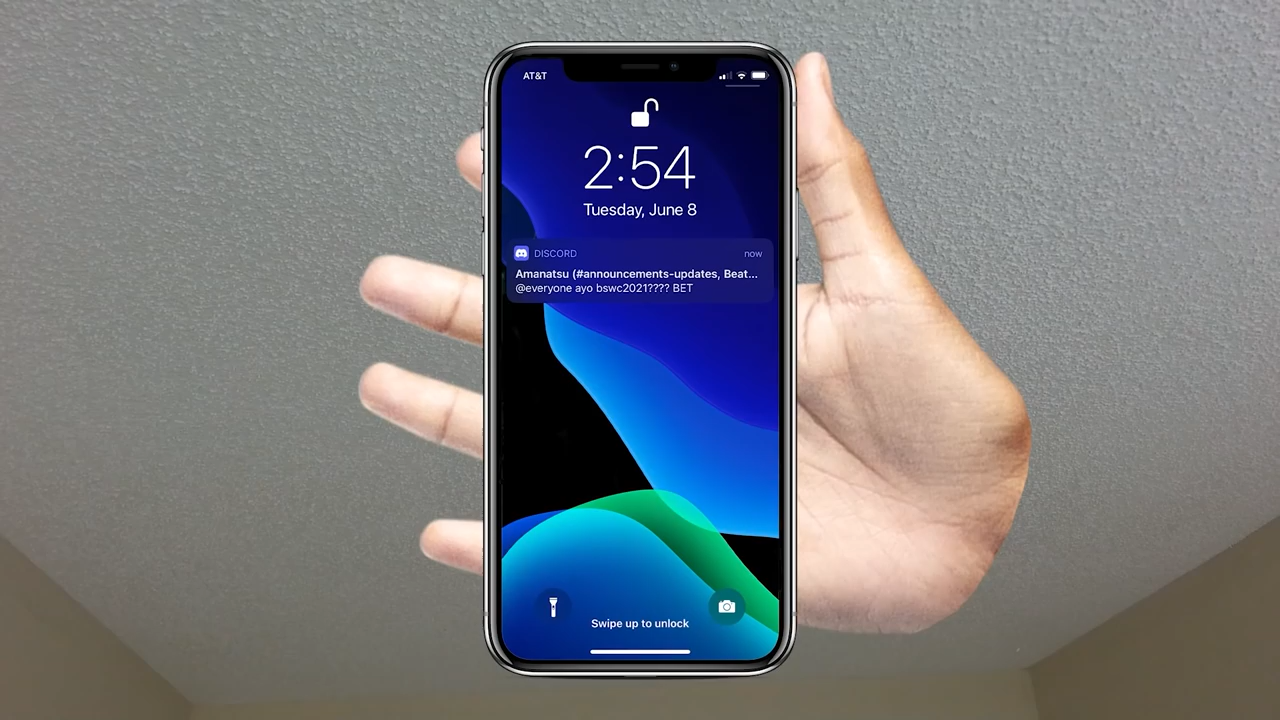 AT&T
2:54
Tuesday, June 8
DISCORD now
Amanatsu (#announcements-updates, Beat...
@everyone ayo bswc2021???? BET
Swipe up to unlock